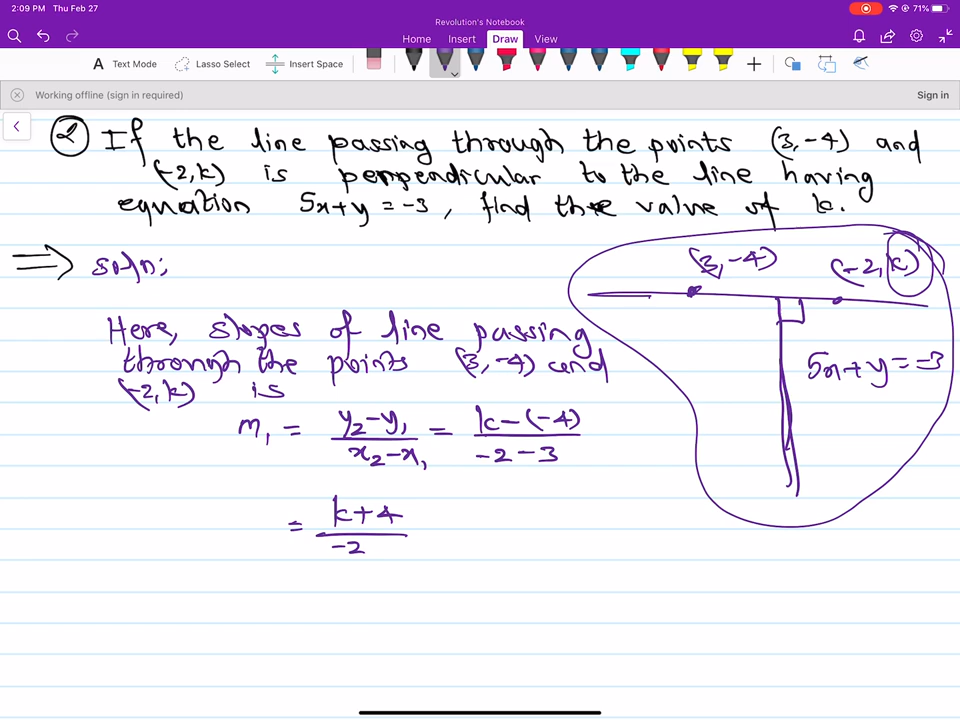 2:09 PM Thu Feb 27
71%
Revolution's Notebook
Home Insert Draw View
A Text Mode Lasso Select Insert Space
Working offline (sign in required) Sign in
② If the line passing through the points (3,-4) and
(-2,k) is perpendicular to the line having
equation 5x+y=-3, find the value of k.
⇒ soln;
(3,-4) (-2,k)
Here, slopes of line passing
through the points (3,-4) and
5x+y=-3
(-2,k) is
m₁ = y₂-y₁/x₂-x₁ = k-(-4)/-2-3
= k+4/-2